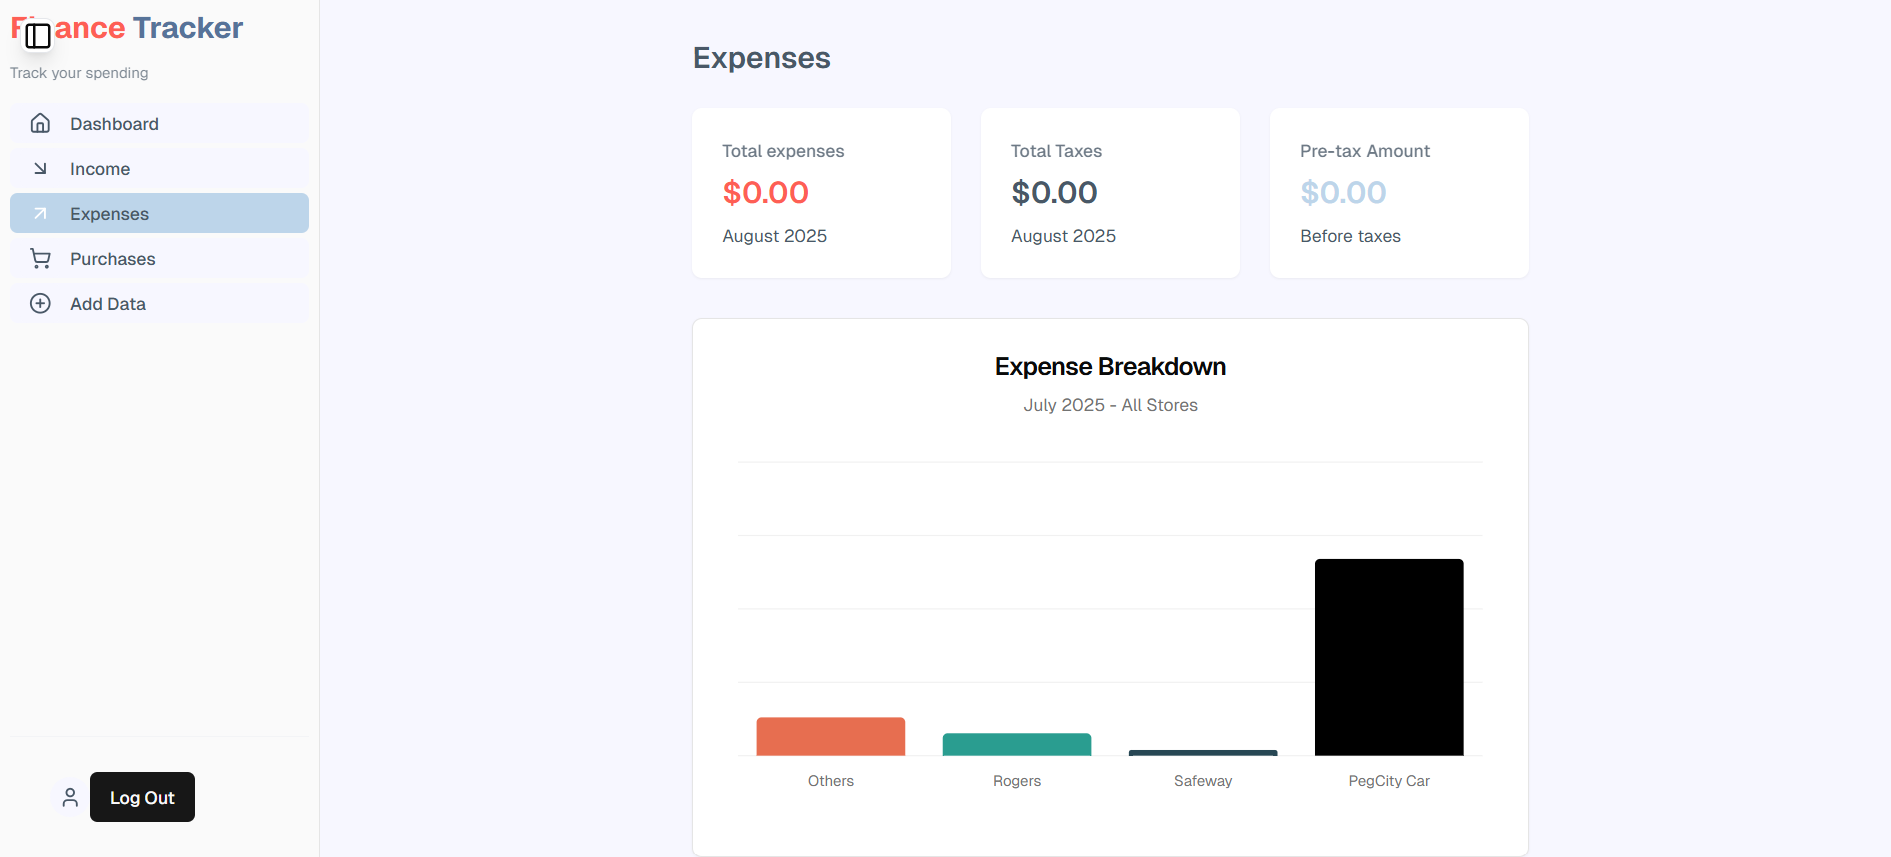 Finance Tracker
Track your spending
Dashboard
Income
Expenses
Purchases
Add Data
Log Out
Expenses
Total expenses
$0.00
August 2025
Total Taxes
$0.00
August 2025
Pre-tax Amount
$0.00
Before taxes
Expense Breakdown
July 2025 - All Stores
Others
Rogers
Safeway
PegCity Car